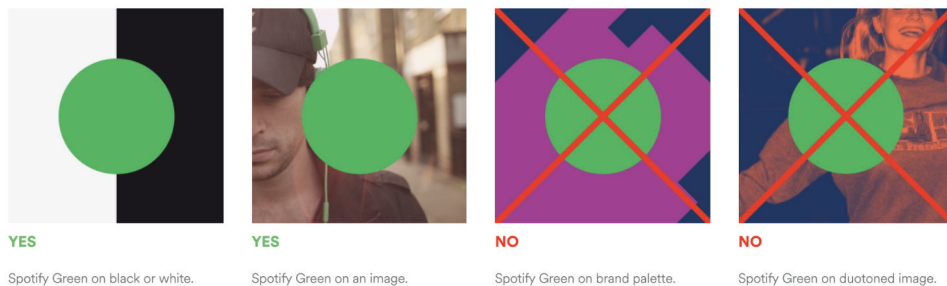 YES
Spotify Green on black or white.
YES
Spotify Green on an image.
NO
Spotify Green on brand palette.
NO
Spotify Green on duotoned image.